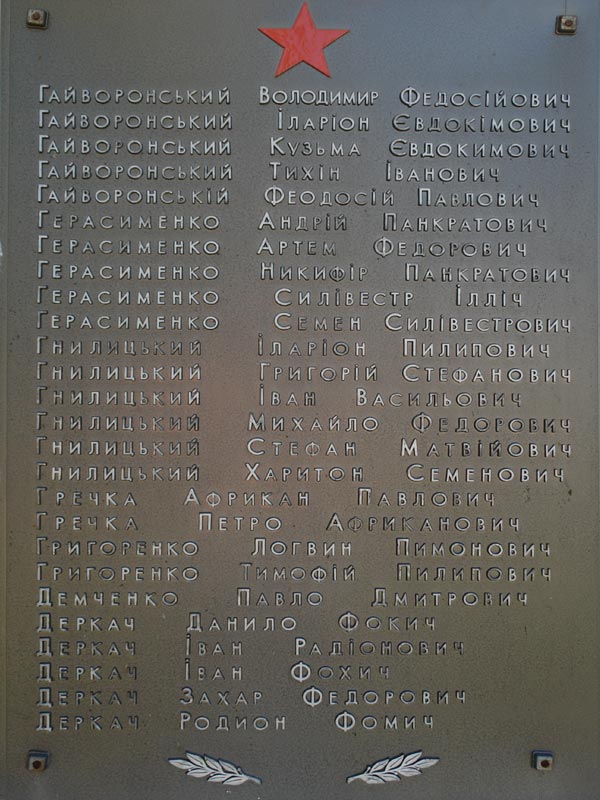 Гайворонський Володимир Федосійович
Гайворонський Іларіон Євдокімович
Гайворонський Кузьма Євдокимович
Гайворонський Тихін Іванович
Гайворонській Феодосій Павлович
Герасименко Андрій Панкратович
Герасименко Артем Федорович
Герасименко Никифір Панкратович
Герасименко Силівестр Ілліч
Герасименко Семен Силівестрович
Гнилицький Іларіон Пилипович
Гнилицький Григорій Стефанович
Гнилицький Іван Васильович
Гнилицький Михайло Федорович
Гнилицький Стефан Матвійович
Гнилицький Харитон Семенович
Гречка Африкан Павлович
Гречка Петро Африканович
Григоренко Логвин Пимонович
Григоренко Тимофій Пилипович
Демченко Павло Дмитрович
Деркач Данило Фокич
Деркач Іван Радіонович
Деркач Іван Фохич
Деркач Захар Федорович
Деркач Родион Фомич